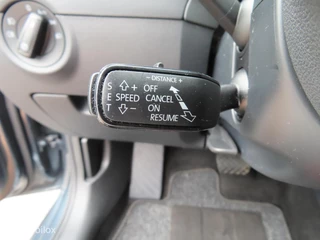 - DISTANCE +
S + OFF
E SPEED CANCEL
T - ON
RESUME